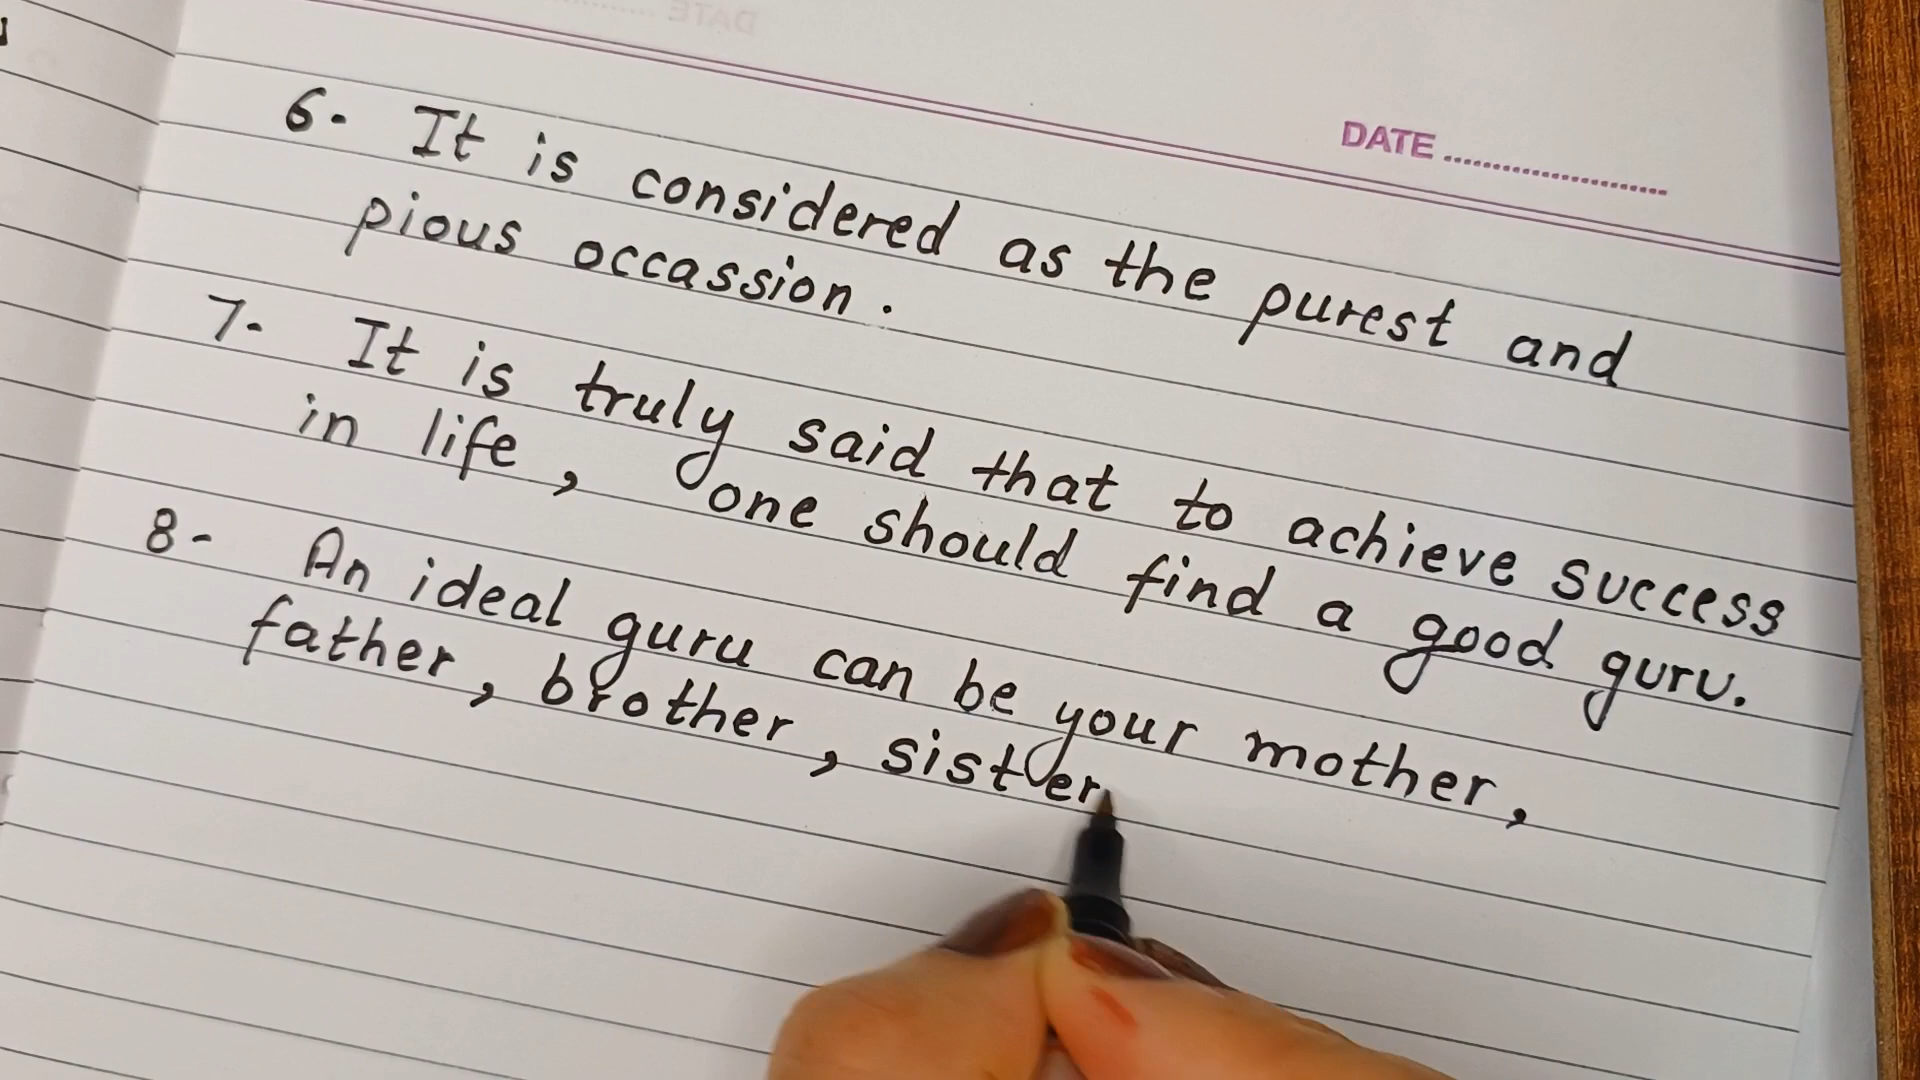 DATE
DATE ........................
6. It is considered as the purest and
pious occassion.
7. It is truly said that to achieve success
in life, one should find a good guru.
8- An ideal guru can be your mother,
father, brother, sister